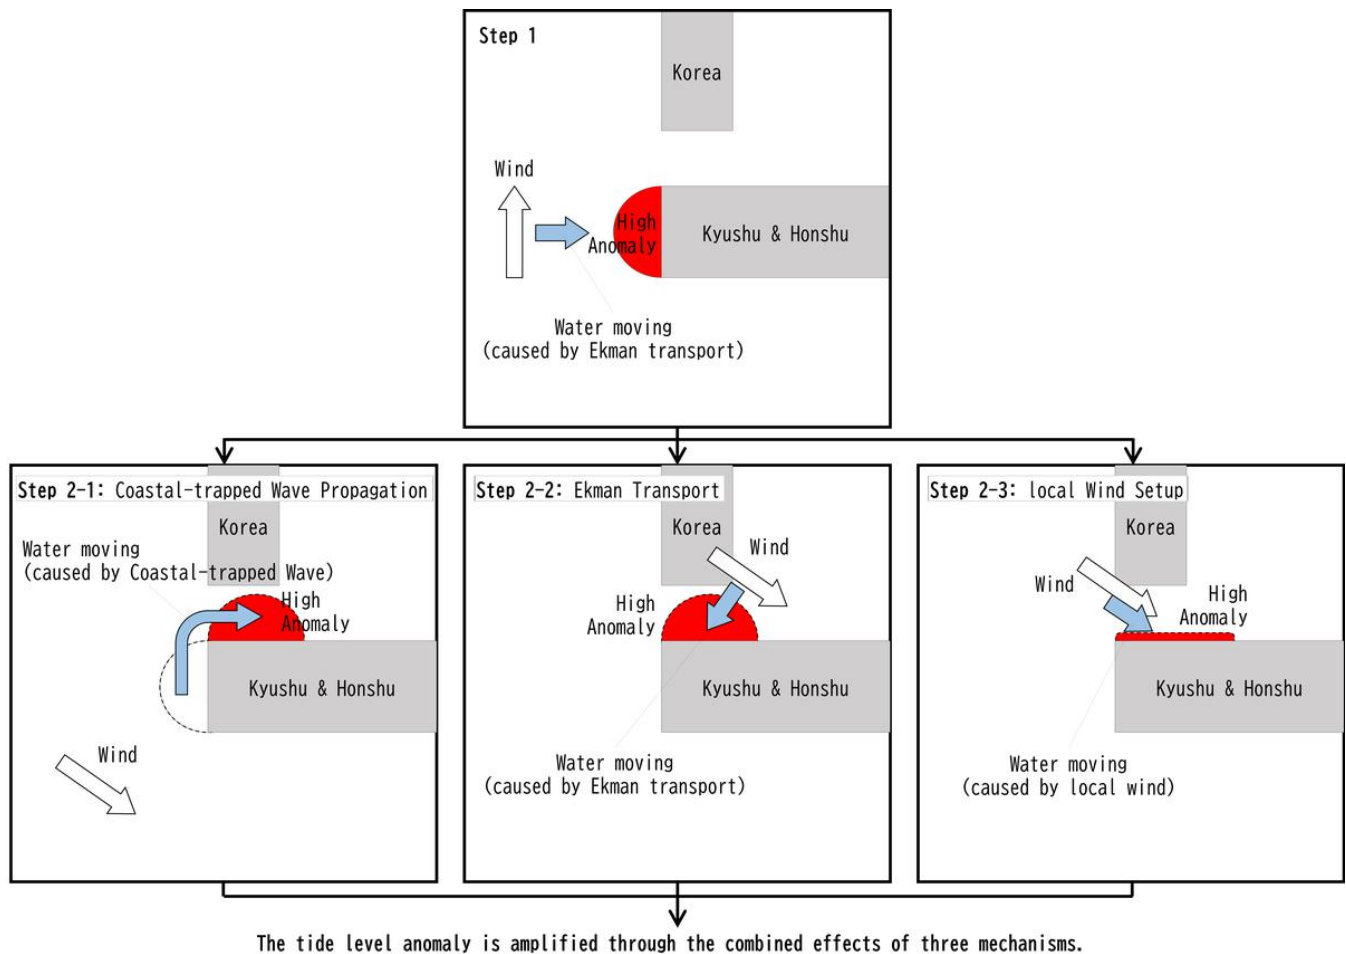 Step 1
Korea
Wind
High
Anomaly
Kyushu & Honshu
Water moving
(caused by Ekman transport)
Step 2-1: Coastal-trapped Wave Propagation
Korea
Water moving
(caused by Coastal-trapped Wave)
High
Anomaly
Kyushu & Honshu
Wind
Step 2-2: Ekman Transport
Korea
Wind
High
Anomaly
Kyushu & Honshu
Water moving
(caused by Ekman transport)
Step 2-3: local Wind Setup
Korea
Wind
High
Anomaly
Kyushu & Honshu
Water moving
(caused by local wind)
The tide level anomaly is amplified through the combined effects of three mechanisms.